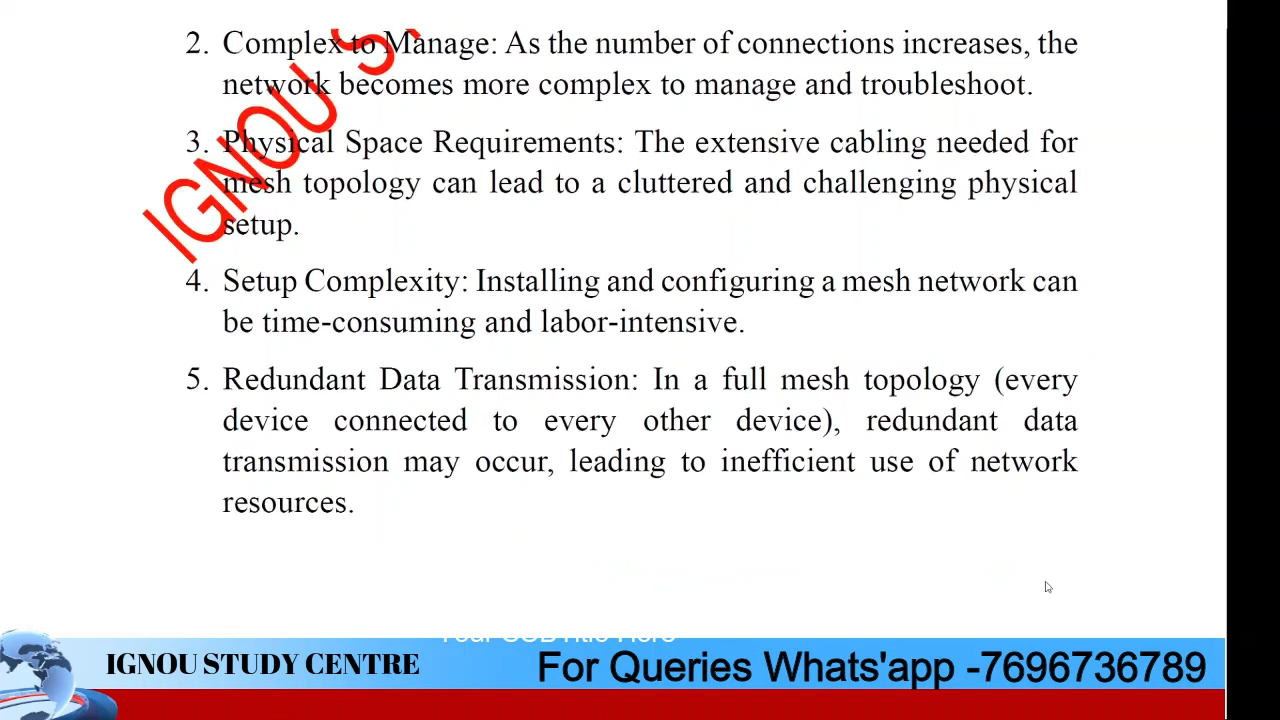 2. Complex to Manage: As the number of connections increases, the
network becomes more complex to manage and troubleshoot.
3. Physical Space Requirements: The extensive cabling needed for
mesh topology can lead to a cluttered and challenging physical
setup.
4. Setup Complexity: Installing and configuring a mesh network can
be time-consuming and labor-intensive.
5. Redundant Data Transmission: In a full mesh topology (every
device connected to every other device), redundant data
transmission may occur, leading to inefficient use of network
resources.
IGNOU S
Your SUBTitle Here
IGNOU STUDY CENTRE
For Queries Whats'app -7696736789